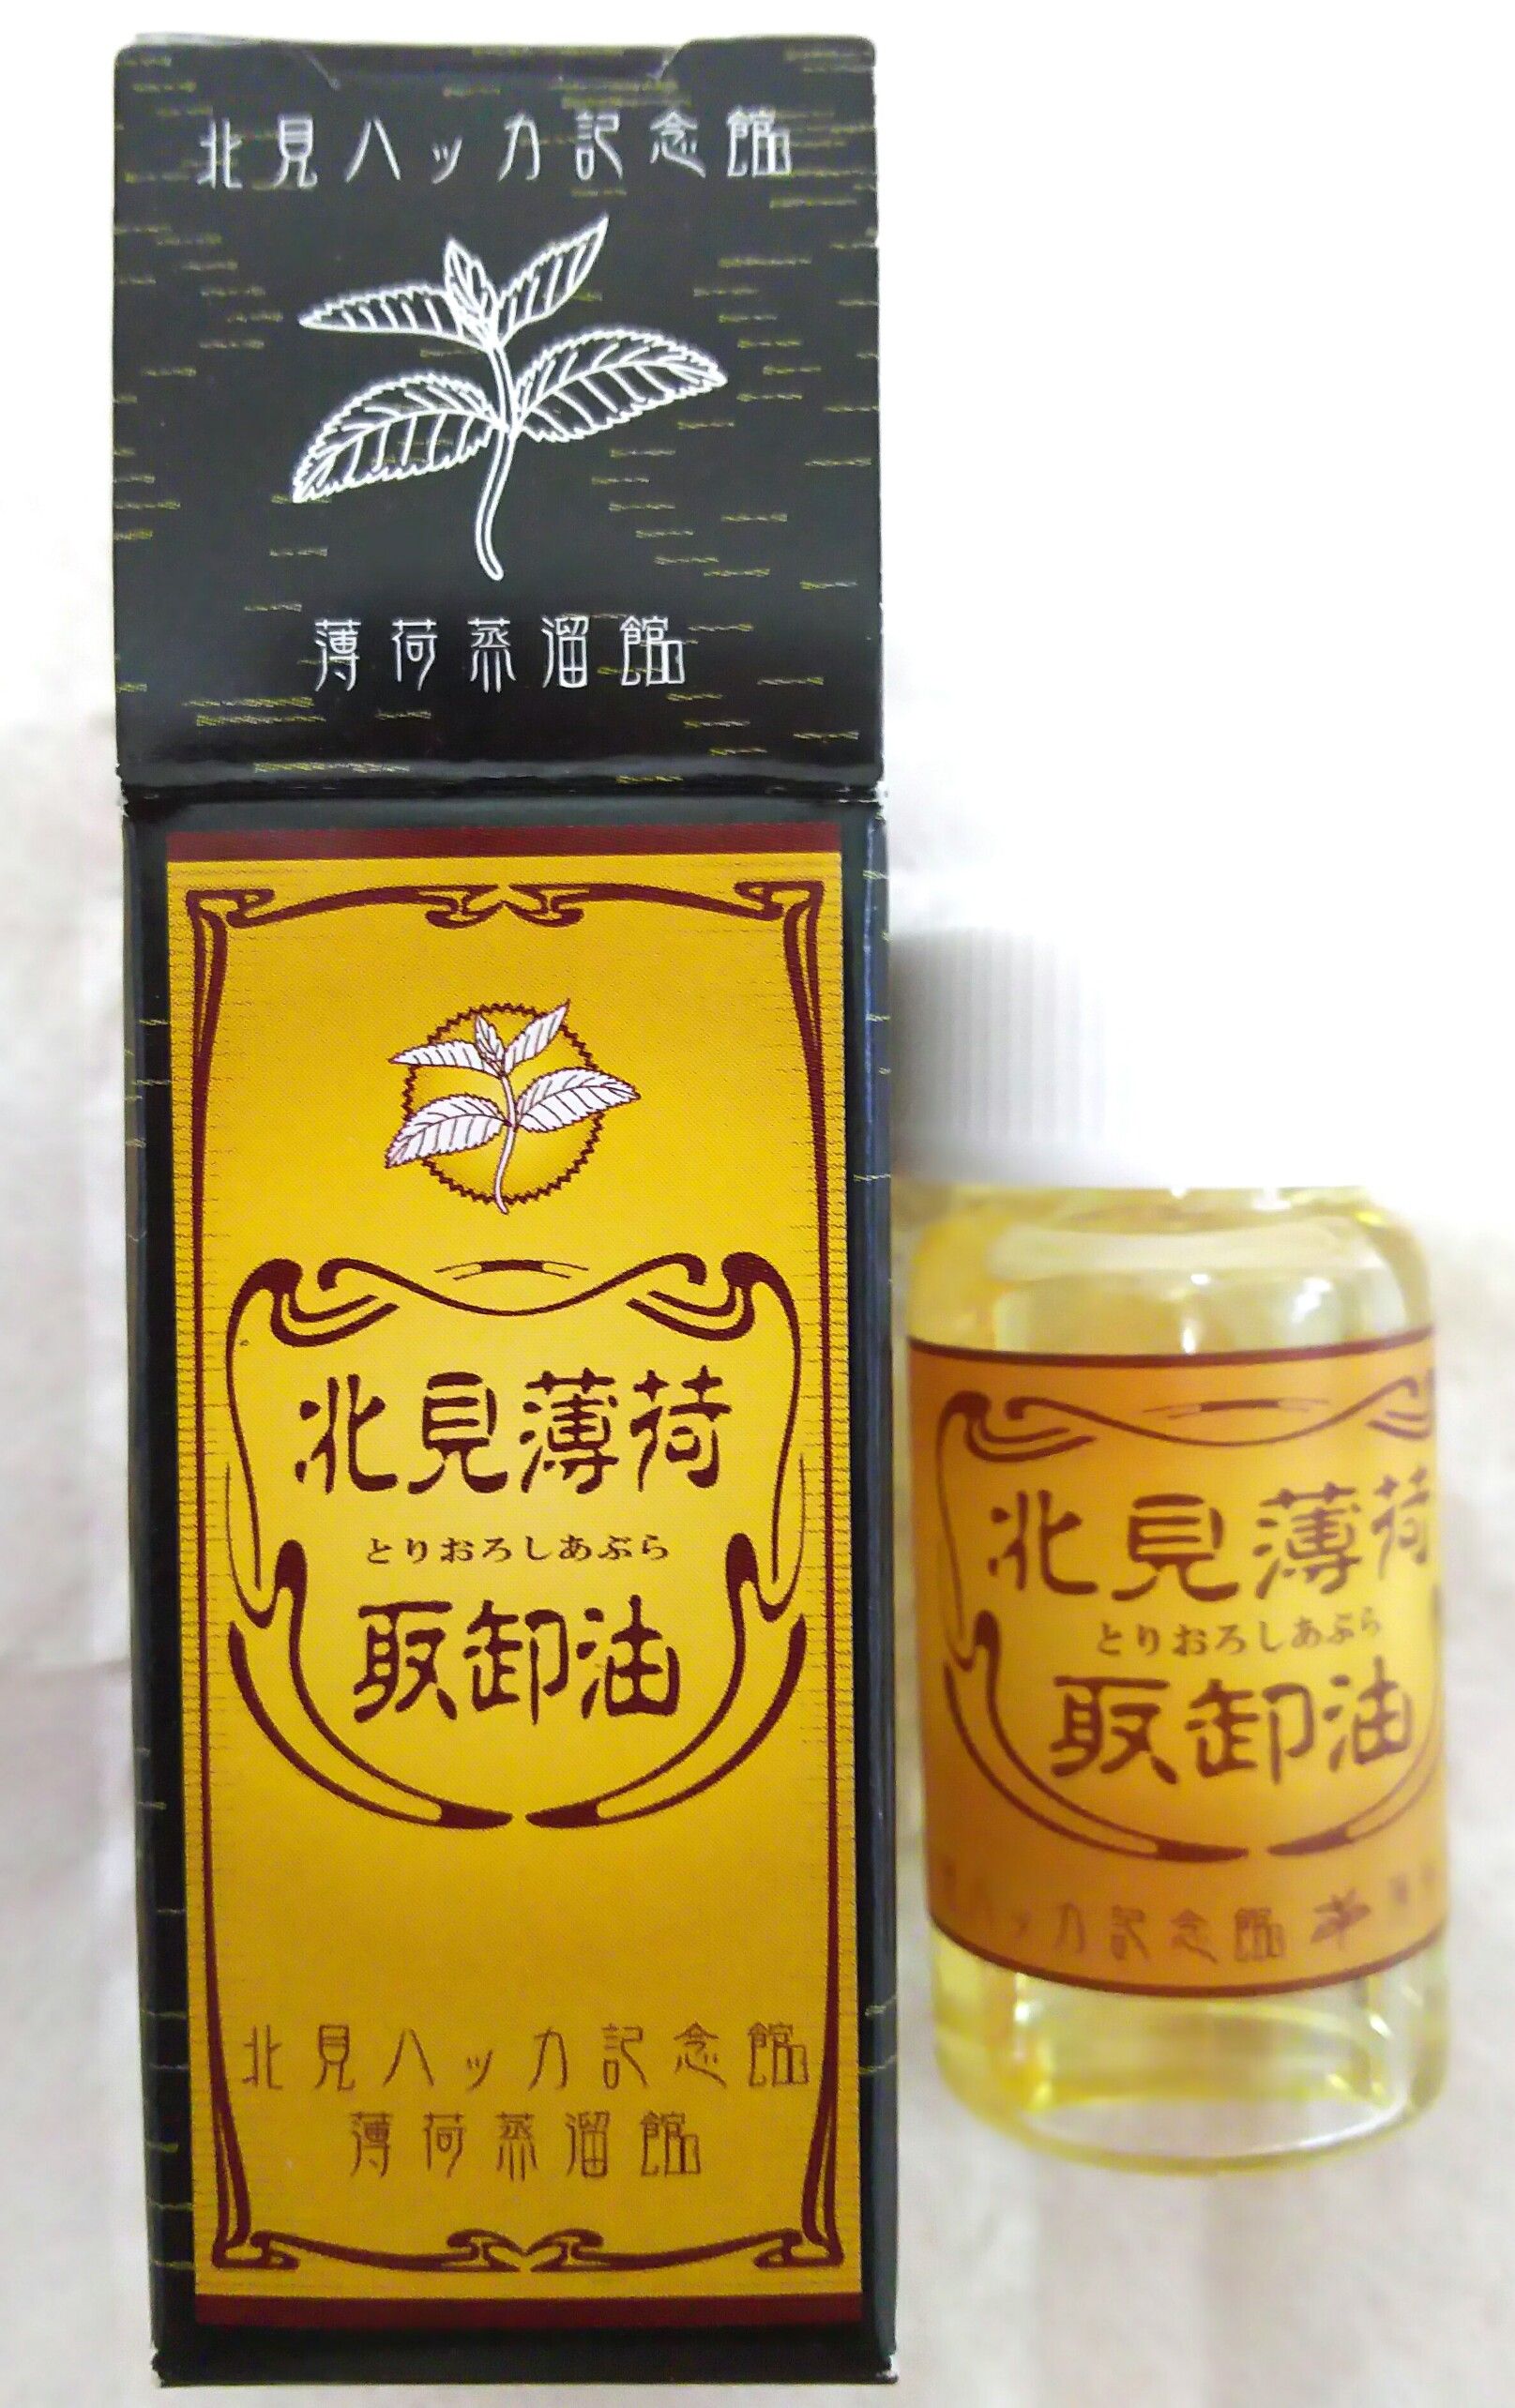 北見ハッカ記念館
薄荷蒸溜館
北見薄荷
とりおろしあぶら
取卸油
北見ハッカ記念館
薄荷蒸溜館
北見薄荷
とりおろしあぶら
取卸油
ハッカ記念館